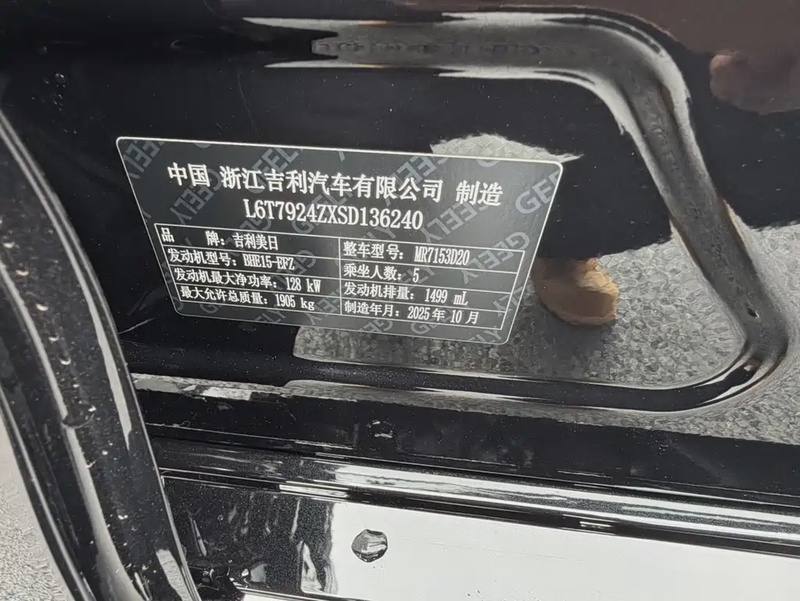 中国 浙江吉利汽车有限公司 制造
L6T7924ZXSD136240
品 牌：吉利美日
整车型号：MR7153D20
发动机型号：BHE15-EFZ
乘坐人数：5
发动机最大净功率：128 kW
发动机排量：1499 mL
最大允许总质量：1905 kg
制造年月：2025 年 10 月
GEELY